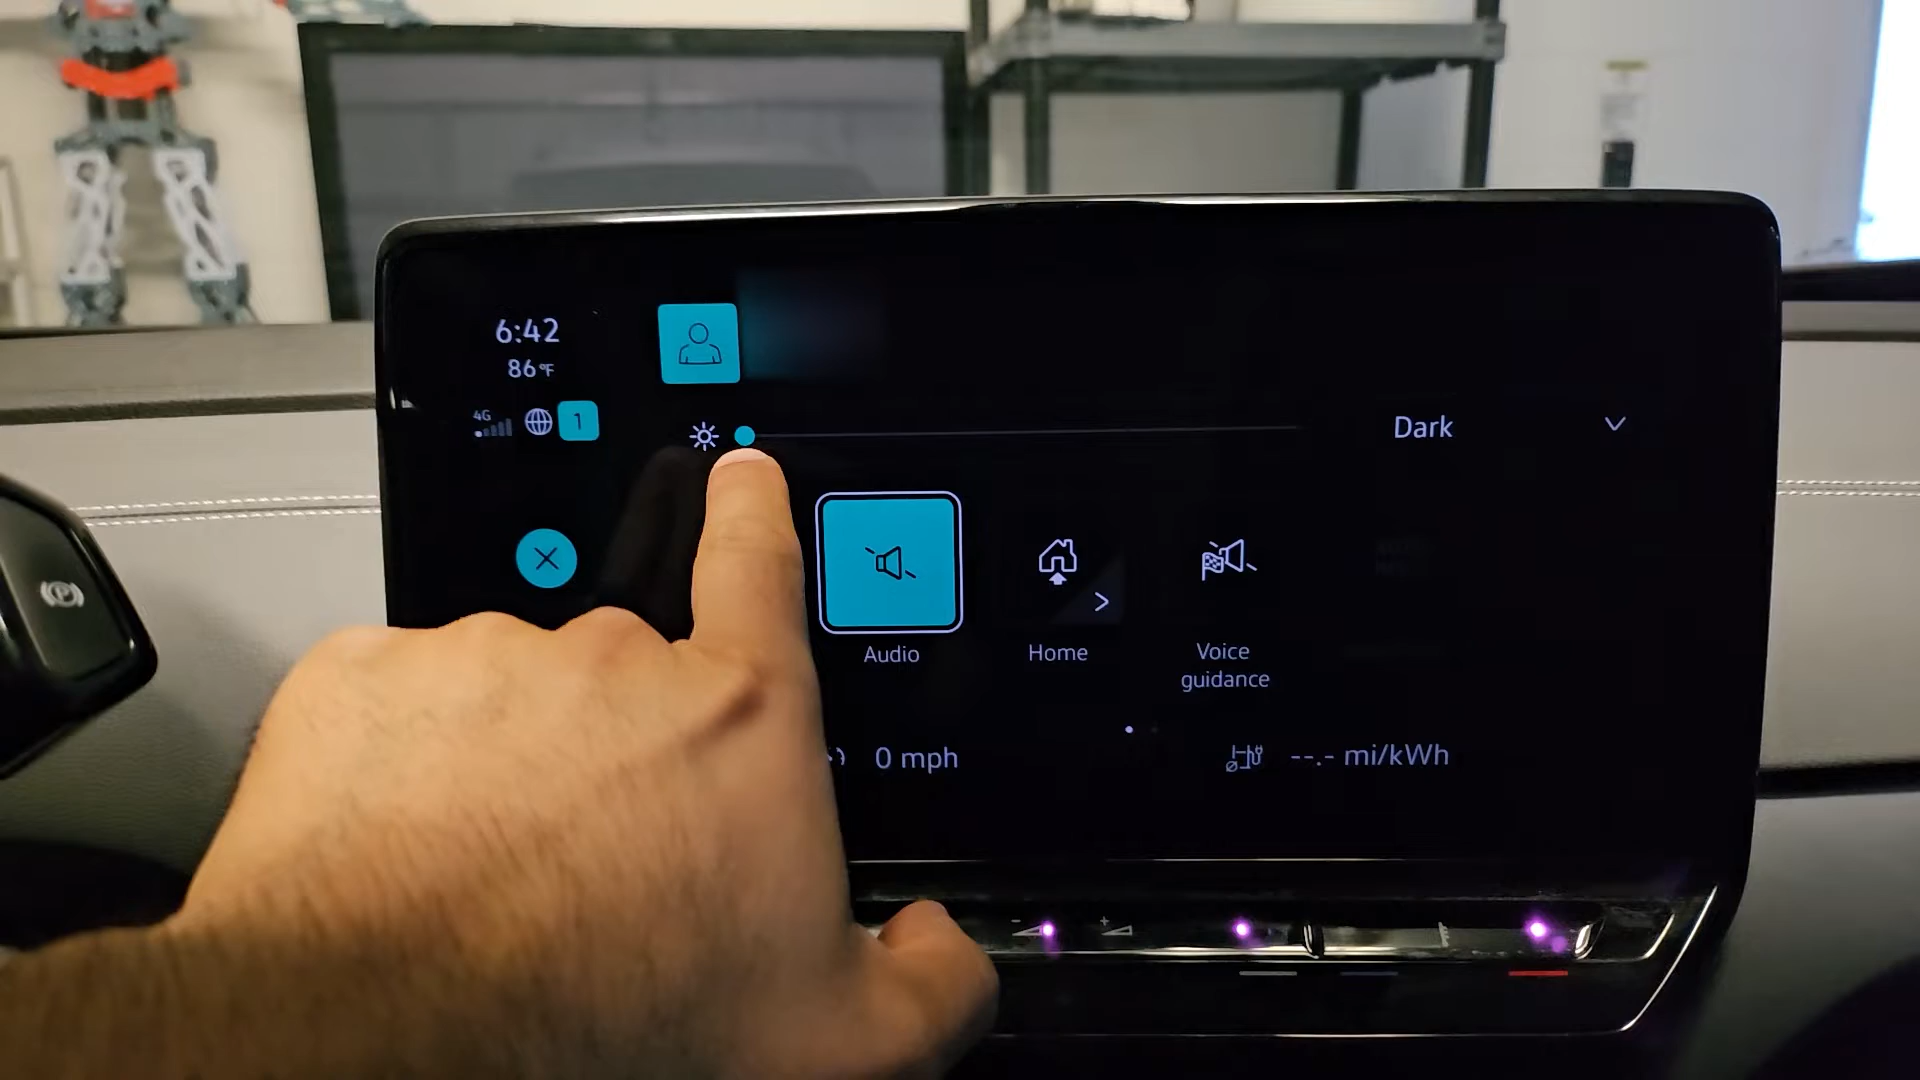 6:42
86°F
4G
1
Dark
Audio
Home
Voice
guidance
0 mph
--.- mi/kWh
P
- +